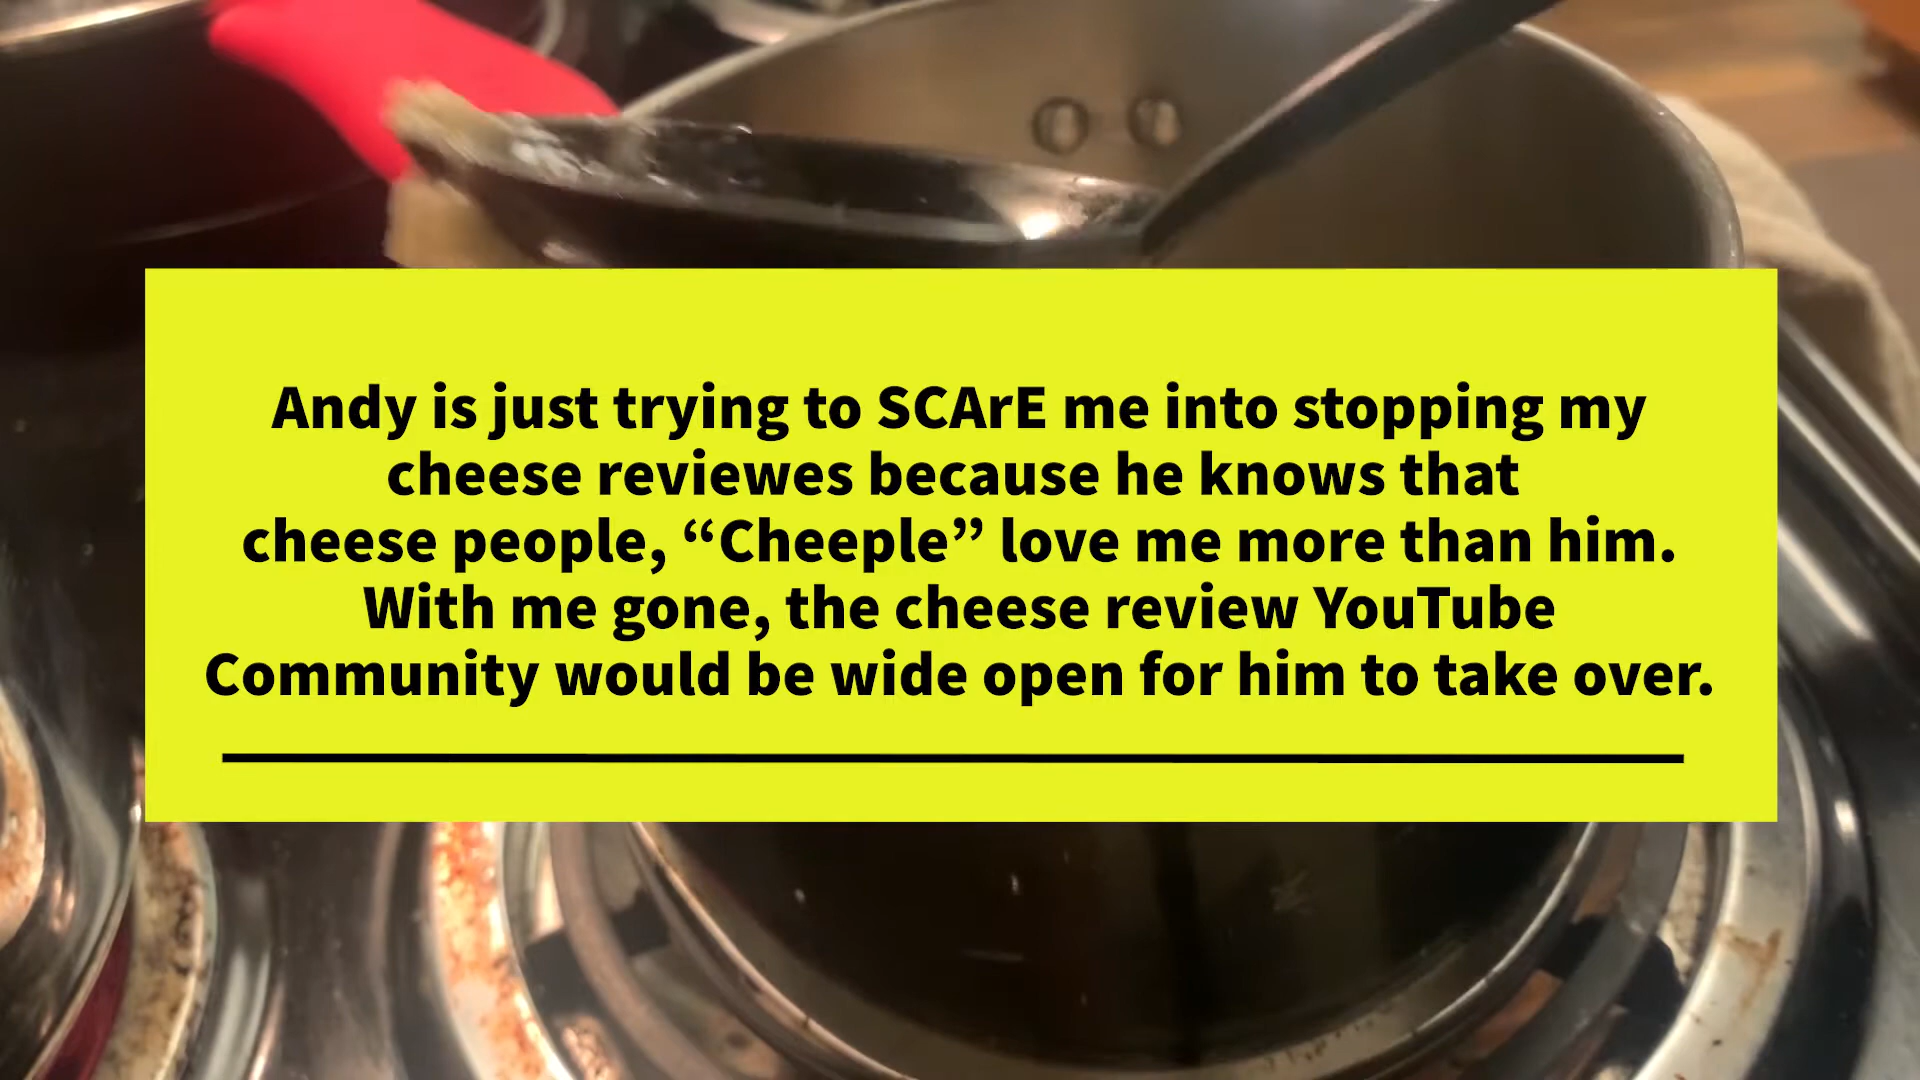 Andy is just trying to SCArE me into stopping my
cheese reviewes because he knows that
cheese people, “Cheeple” love me more than him.
With me gone, the cheese review YouTube
Community would be wide open for him to take over.